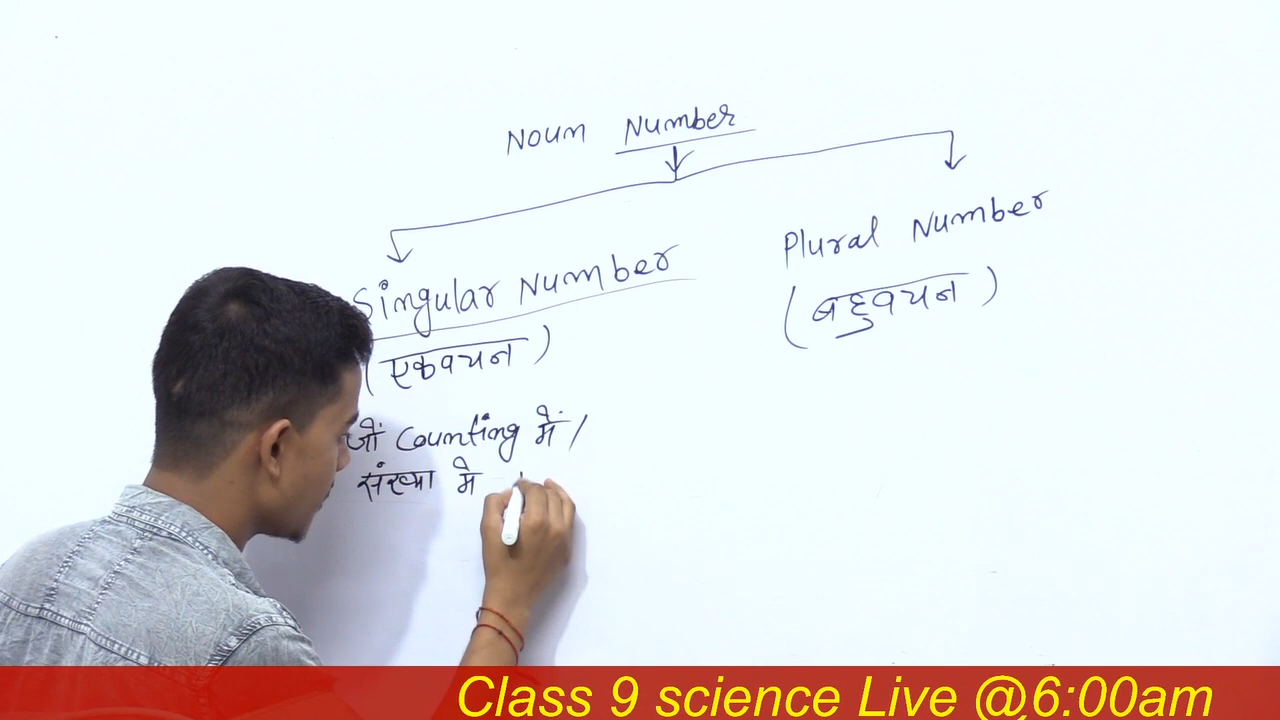 Noun Number
Singular Number
Plural Number
(एकवचन)
(बहुवचन)
जो Counting में /
संख्या मे
Class 9 science Live @6:00am